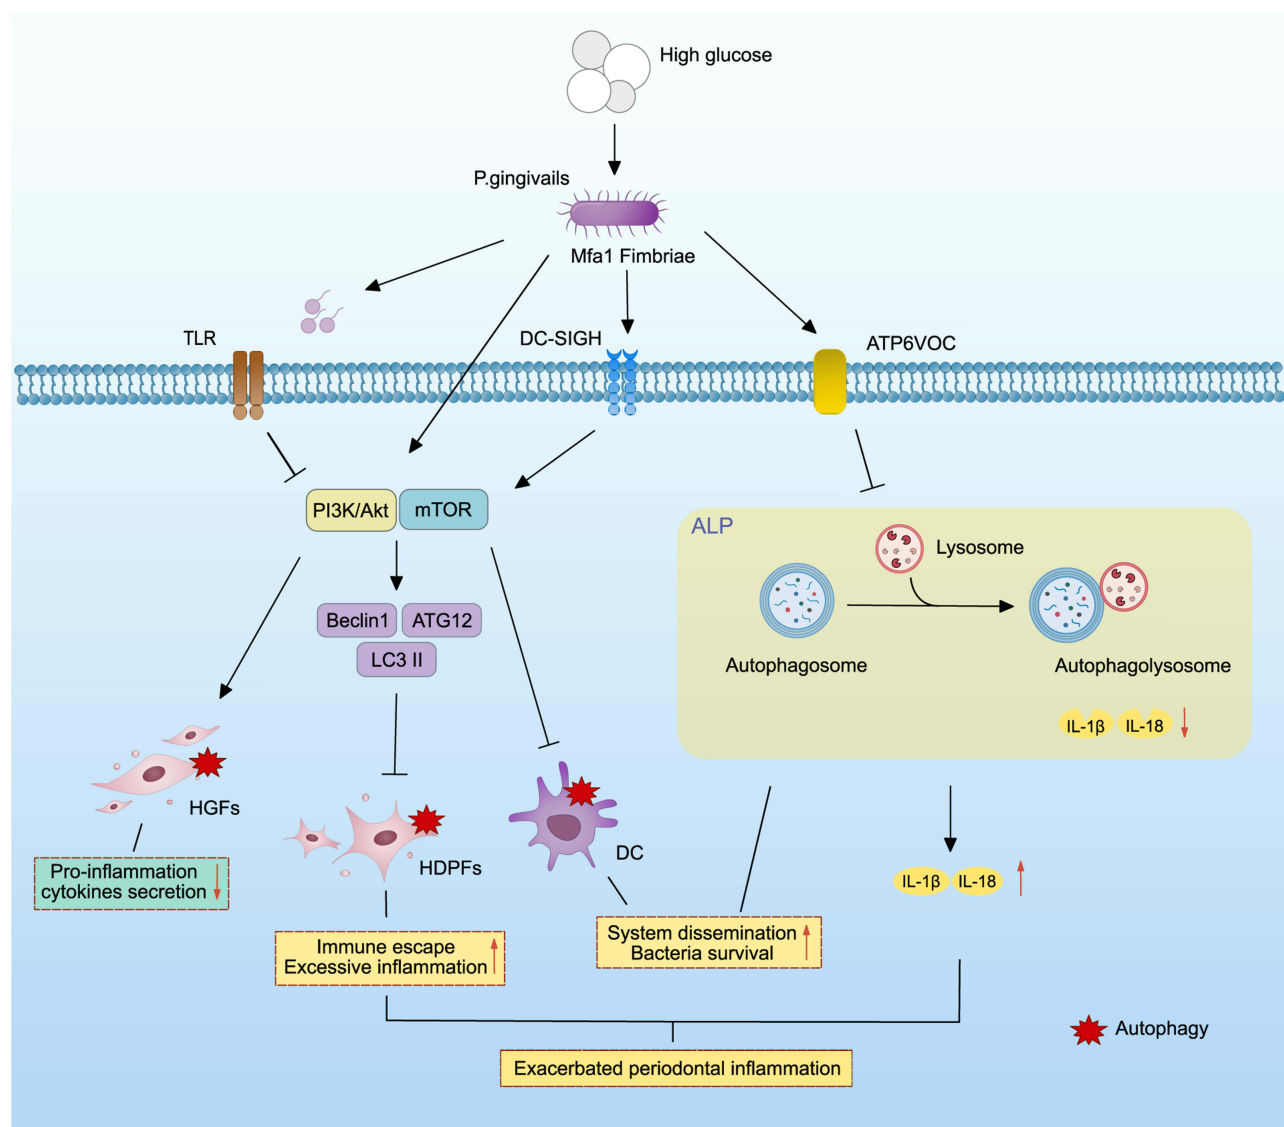 High glucose
P.gingivails
Mfa1 Fimbriae
TLR
DC-SIGH
ATP6VOC
PI3K/Akt
mTOR
ALP
Lysosome
Autophagosome
Autophagolysosome
IL-1β
IL-18
Beclin1
ATG12
LC3 II
HGFs
HDPFs
DC
Pro-inflammation
cytokines secretion
Immune escape
Excessive inflammation
System dissemination
Bacteria survival
IL-1β
IL-18
Autophagy
Exacerbated periodontal inflammation